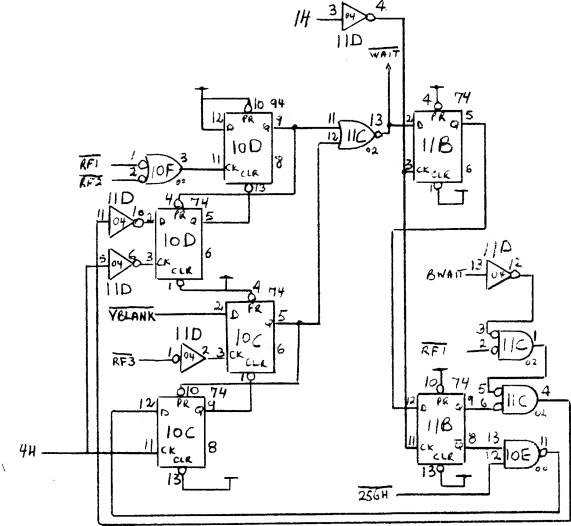 1H 3 04 4
11D
WAIT
12 10 94 PR
D Q 9
10D
11 CK CLR 8
13
11 13
12 11C 02
4 74
PR
2 D Q 5
11B
3 CK CLR 6
1
RF1 1
RF2 2 10F 3
00
11D
11 04 10
4 74
PR
2 D Q 5
10D
5 04 6 3 CK CLR 6
11D 1
4 74
PR
VBLANK 2 D Q 5
10C
11D
RF3 1 04 2 3 CK CLR 6
1
10 PR
12 D Q 9
10C
4H 11 CK CLR 8
13
11D
BWAIT 13 04 12
3
RF1 2 11C 1
02
10 74
PR
12 D Q 9
11B
11 CK CLR Q 8
13
5
6 11C 4
02
13
12 10E 11
00
256H